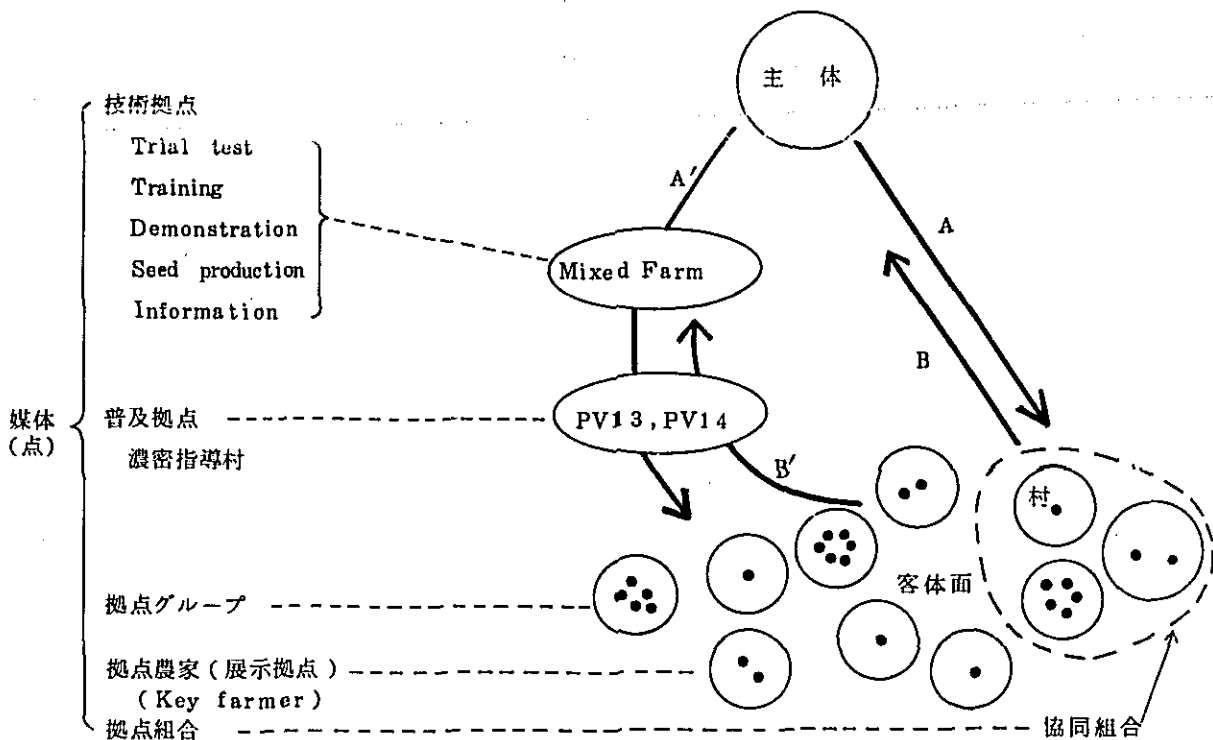 主 体
技術拠点
Trial test
Training
Demonstration
Seed production
Information
A′
A
Mixed Farm
B
媒体
(点)
普及拠点
濃密指導村
PV13, PV14
B′
村
客体面
拠点グループ
拠点農家(展示拠点)
(Key farmer)
拠点組合
協同組合